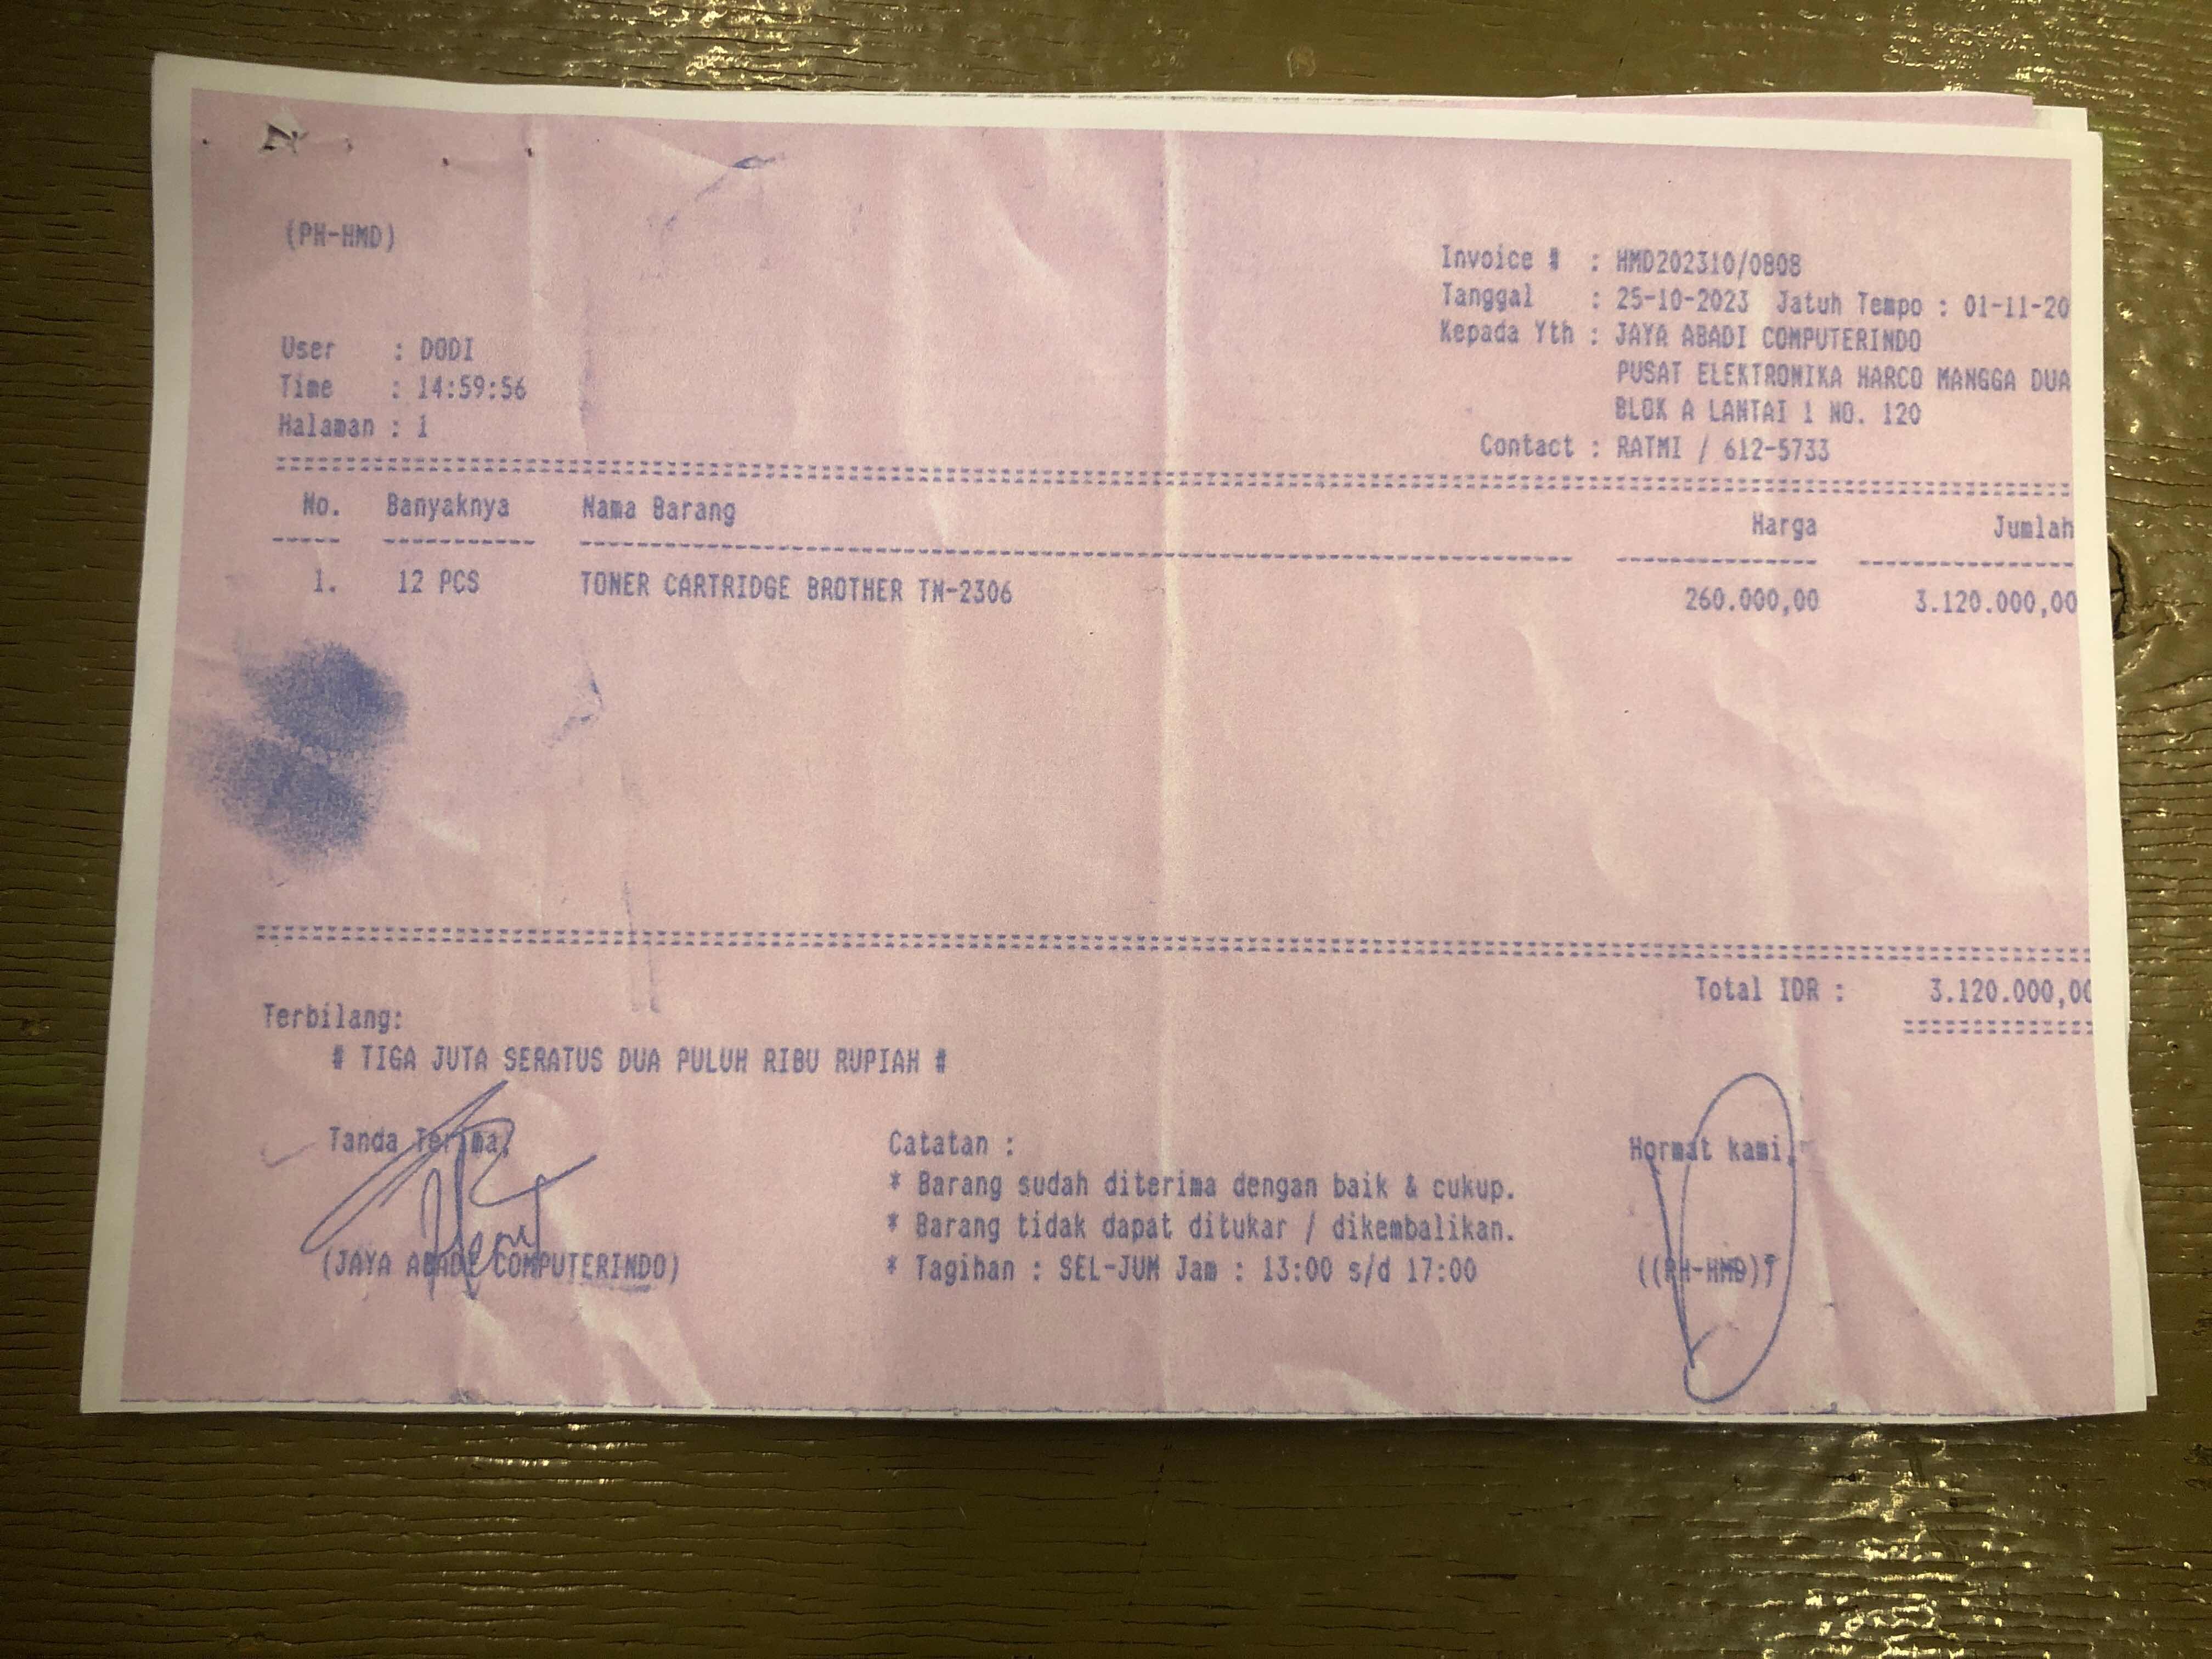 (PH-HMD)
Invoice # : HMD202310/0808
Tanggal : 25-10-2023 Jatuh Tempo : 01-11-20
Kepada Yth : JAYA ABADI COMPUTERINDO
PUSAT ELEKTRONIKA HARCO MANGGA DUA
BLOK A LANTAI 1 NO. 120
Contact : RATMI / 612-5733
User : DODI
Time : 14:59:56
Halaman : 1
No. Banyaknya Nama Barang Harga Jumlah
1. 12 PCS TONER CARTRIDGE BROTHER TN-2306 260.000,00 3.120.000,00
Total IDR : 3.120.000,00
Terbilang:
# TIGA JUTA SERATUS DUA PULUH RIBU RUPIAH #
Tanda Terima, Catatan : Hormat kami,
* Barang sudah diterima dengan baik & cukup.
* Barang tidak dapat ditukar / dikembalikan.
(JAYA ABADI COMPUTERINDO) * Tagihan : SEL-JUM Jam : 13:00 s/d 17:00 ((PH-HMD))